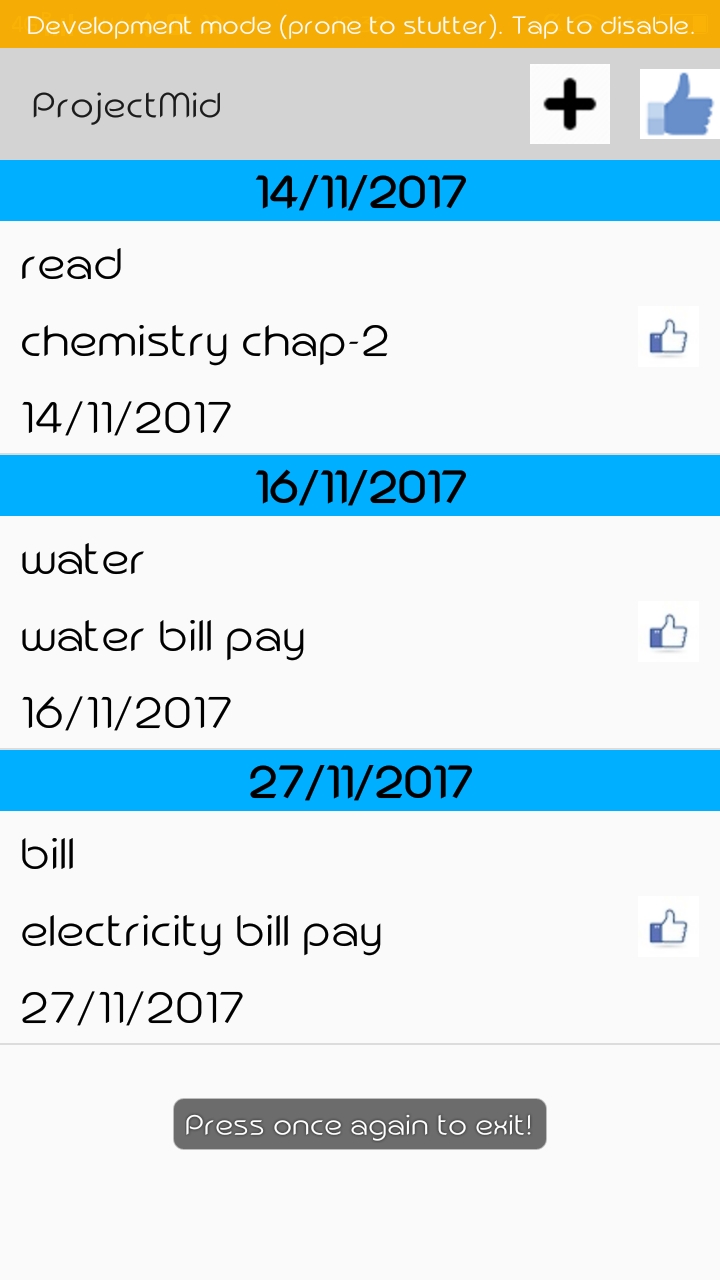 Development mode (prone to stutter). Tap to disable.
ProjectMid
14/11/2017
read
chemistry chap-2
14/11/2017
16/11/2017
water
water bill pay
16/11/2017
27/11/2017
bill
electricity bill pay
27/11/2017
Press once again to exit!